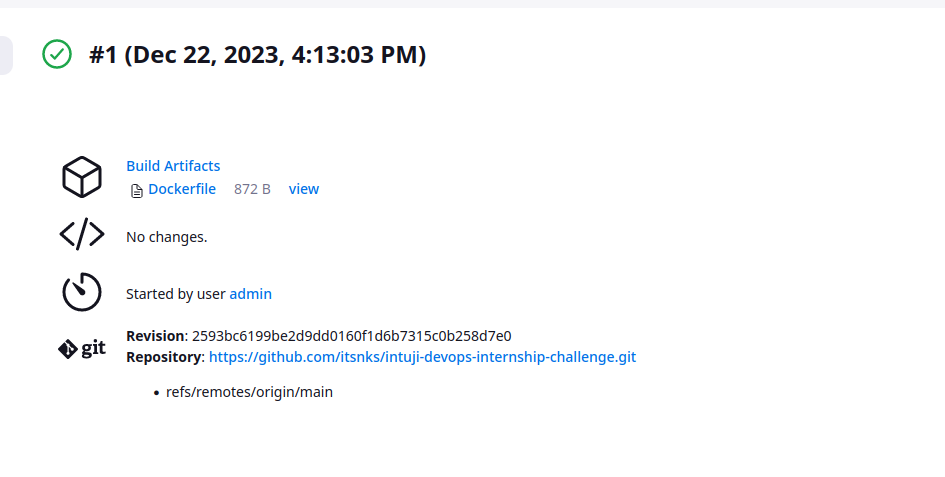 #1 (Dec 22, 2023, 4:13:03 PM)
Build Artifacts
Dockerfile 872 B view
No changes.
Started by user admin
git
Revision: 2593bc6199be2d9dd0160f1d6b7315c0b258d7e0
Repository: https://github.com/itsnks/intuji-devops-internship-challenge.git
• refs/remotes/origin/main